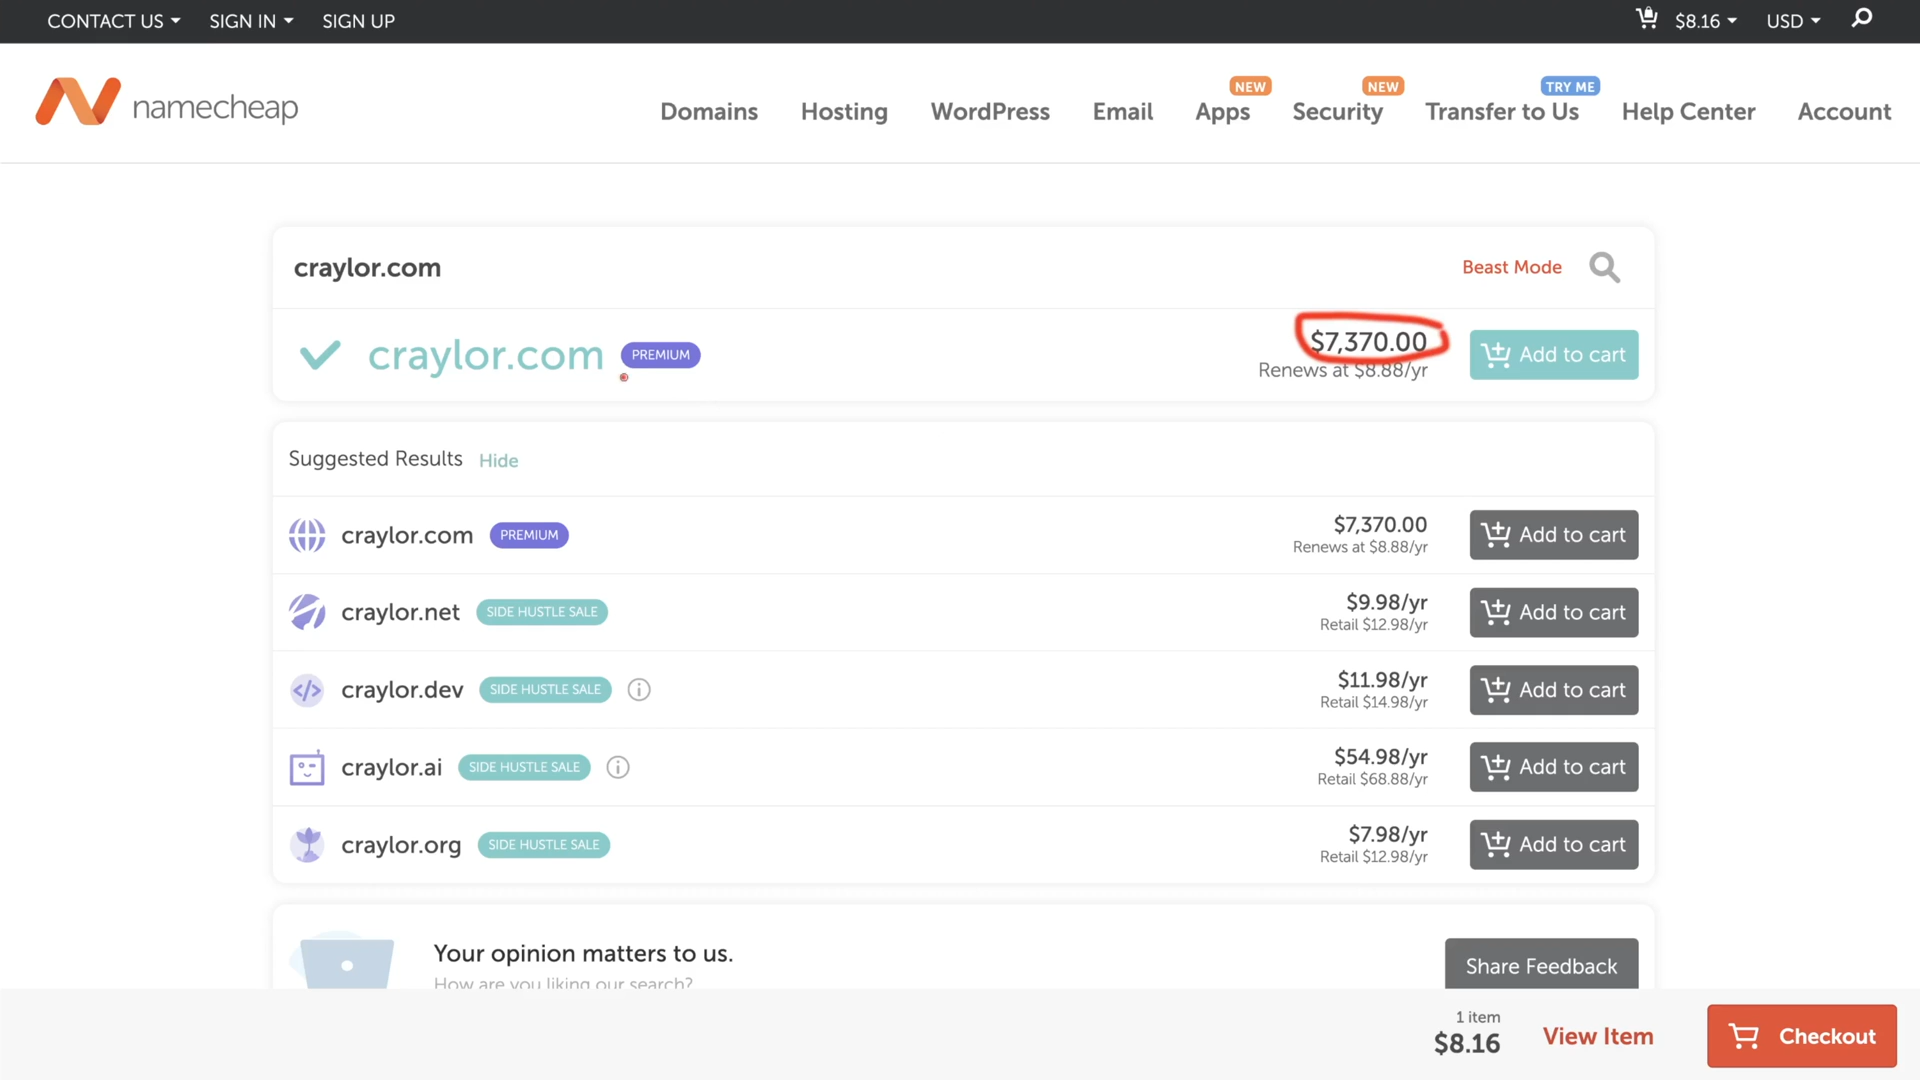 CONTACT US SIGN IN SIGN UP $8.16 USD
namecheap
Domains Hosting WordPress Email Apps NEW Security NEW Transfer to Us TRY ME Help Center Account
craylor.com Beast Mode
craylor.com PREMIUM $7,370.00 Add to cart
Renews at $8.88/yr
Suggested Results Hide
craylor.com PREMIUM $7,370.00 Add to cart
Renews at $8.88/yr
craylor.net SIDE HUSTLE SALE $9.98/yr Add to cart
Retail $12.98/yr
craylor.dev SIDE HUSTLE SALE $11.98/yr Add to cart
Retail $14.98/yr
craylor.ai SIDE HUSTLE SALE $54.98/yr Add to cart
Retail $68.88/yr
craylor.org SIDE HUSTLE SALE $7.98/yr Add to cart
Retail $12.98/yr
Your opinion matters to us. Share Feedback
How are you liking our search?
1 item
$8.16 View Item Checkout